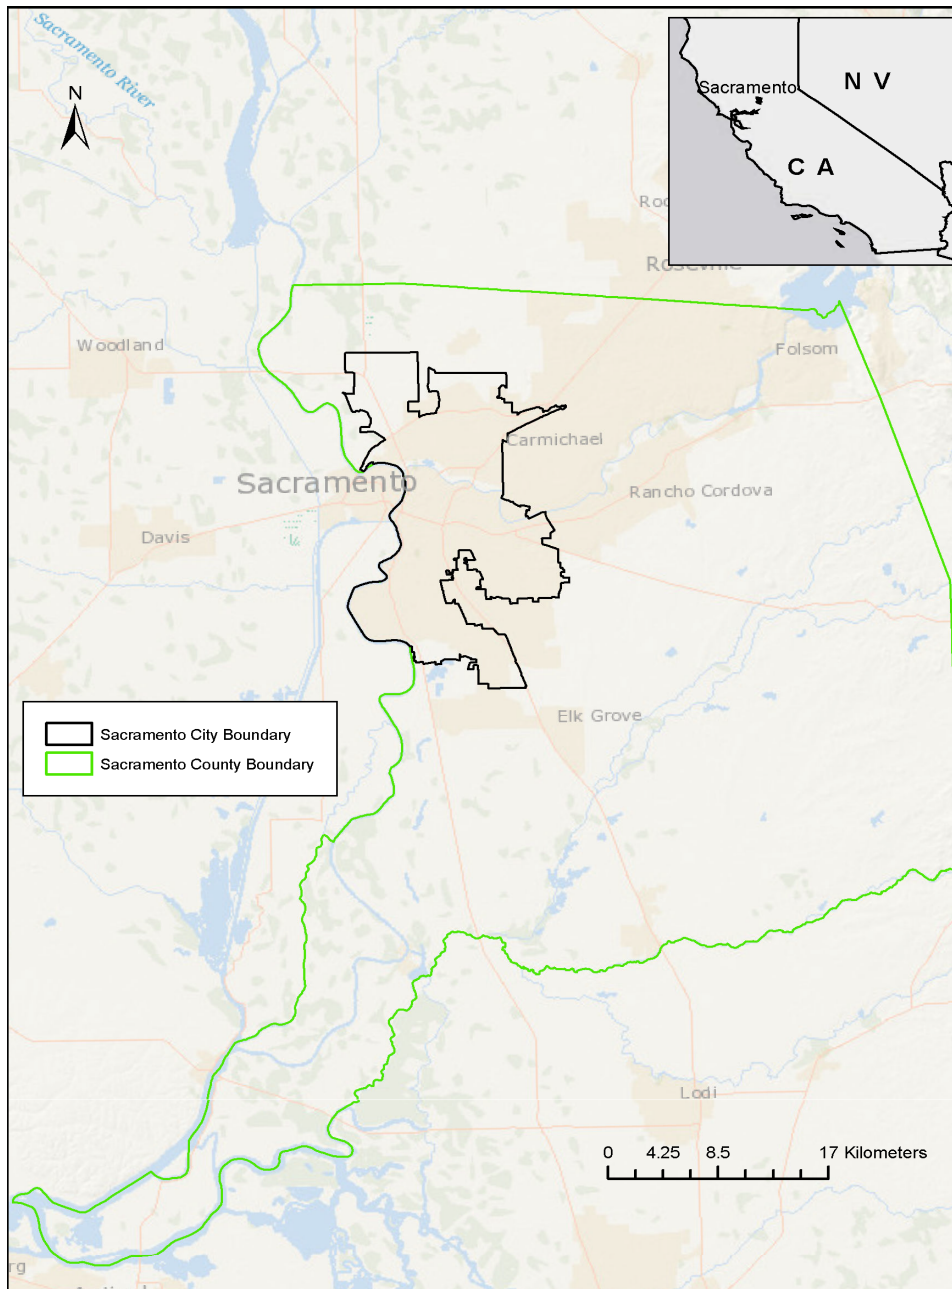 Sacramento River
N
N V
Sacramento
C A
Roseville
Woodland
Folsom
Carmichael
Sacramento
Rancho Cordova
Davis
Elk Grove
Sacramento City Boundary
Sacramento County Boundary
Lodi
0 4.25 8.5 17 Kilometers
rg